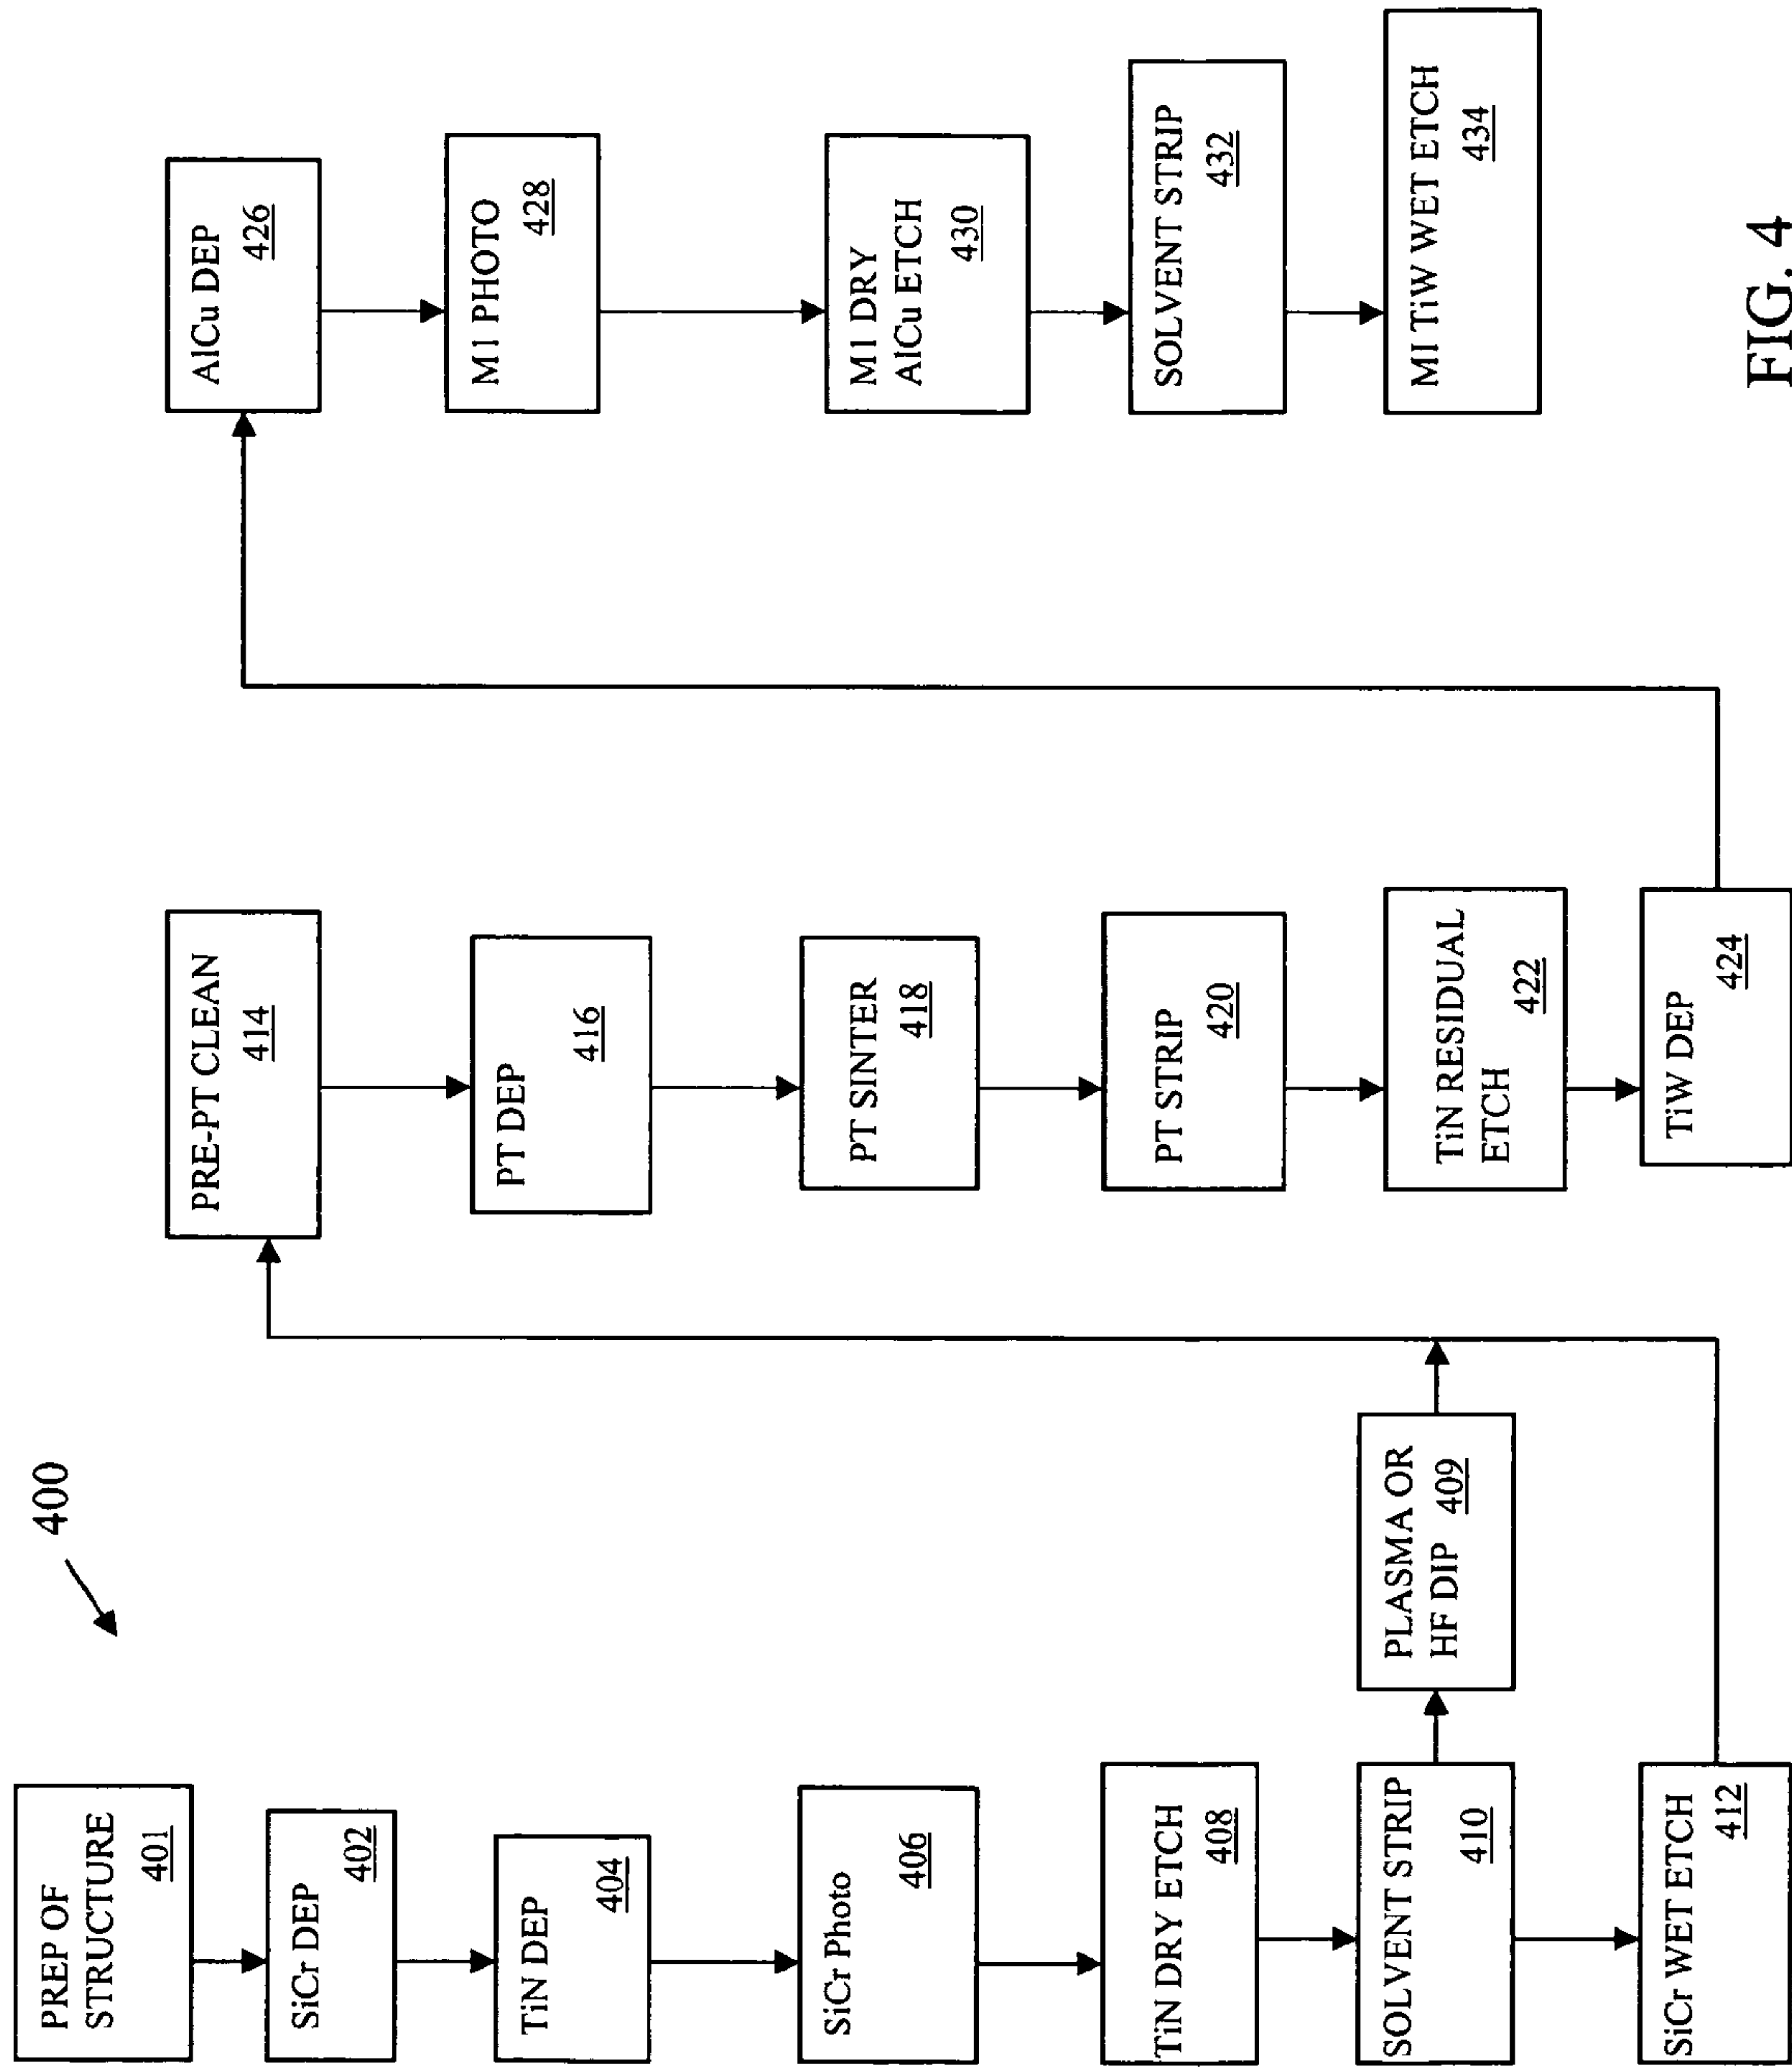 400
PREP OF
STRUCTURE
401
SiCr DEP
402
TiN DEP
404
SiCr Photo
406
TiN DRY ETCH
408
SOLVENT STRIP
410
PLASMA OR
HF DIP 409
SiCr WET ETCH
412
PRE-PT CLEAN
414
PT DEP
416
PT SINTER
418
PT STRIP
420
TiN RESIDUAL
ETCH
422
TiW DEP
424
AlCu DEP
426
M1 PHOTO
428
M1 DRY
AlCu ETCH
430
SOLVENT STRIP
432
MI TiW WET ETCH
434
FIG. 4